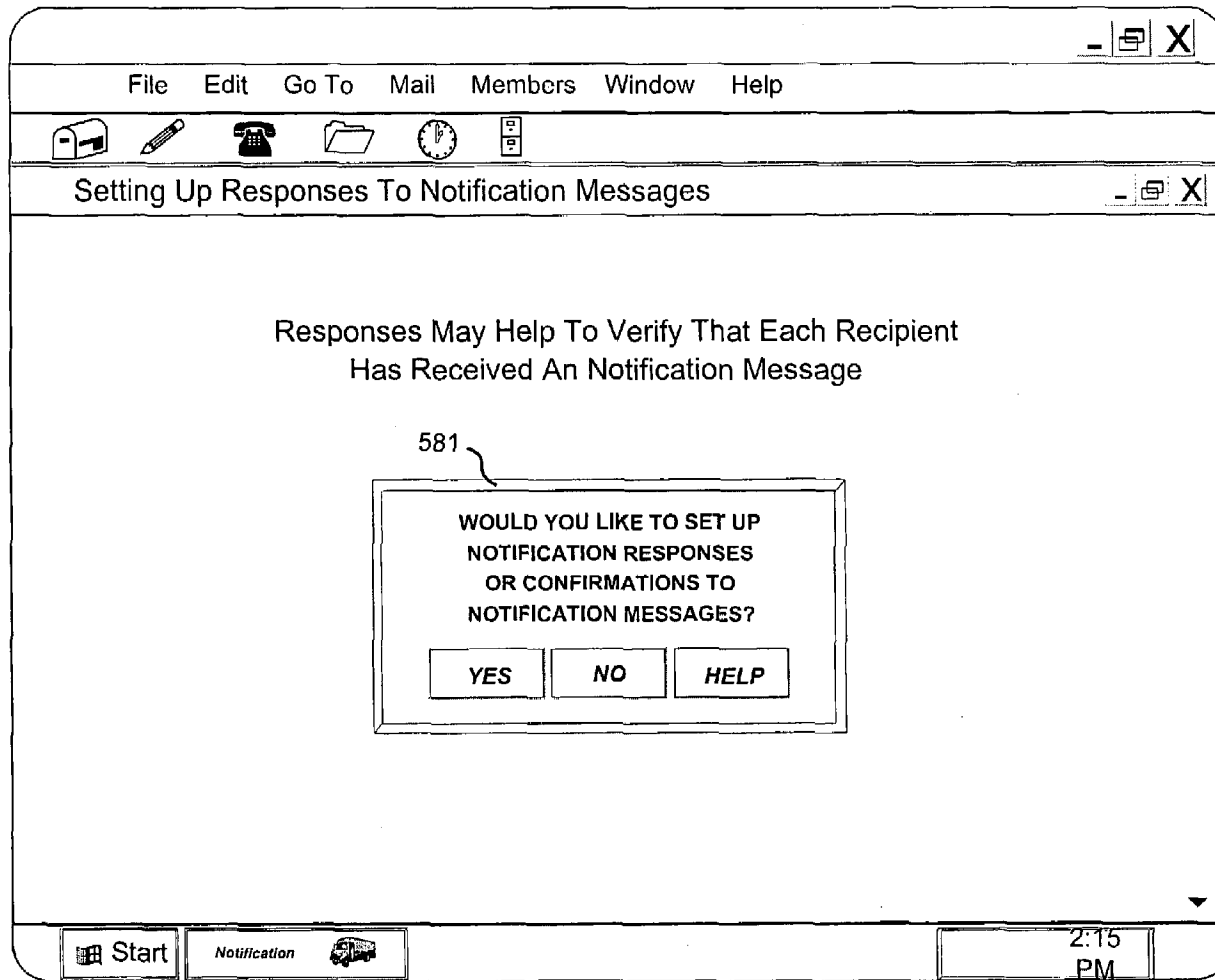 File Edit Go To Mail Members Window Help
Setting Up Responses To Notification Messages
Responses May Help To Verify That Each Recipient
Has Received An Notification Message
581
WOULD YOU LIKE TO SET UP
NOTIFICATION RESPONSES
OR CONFIRMATIONS TO
NOTIFICATION MESSAGES?
YES NO HELP
Start Notification 2:15
PM